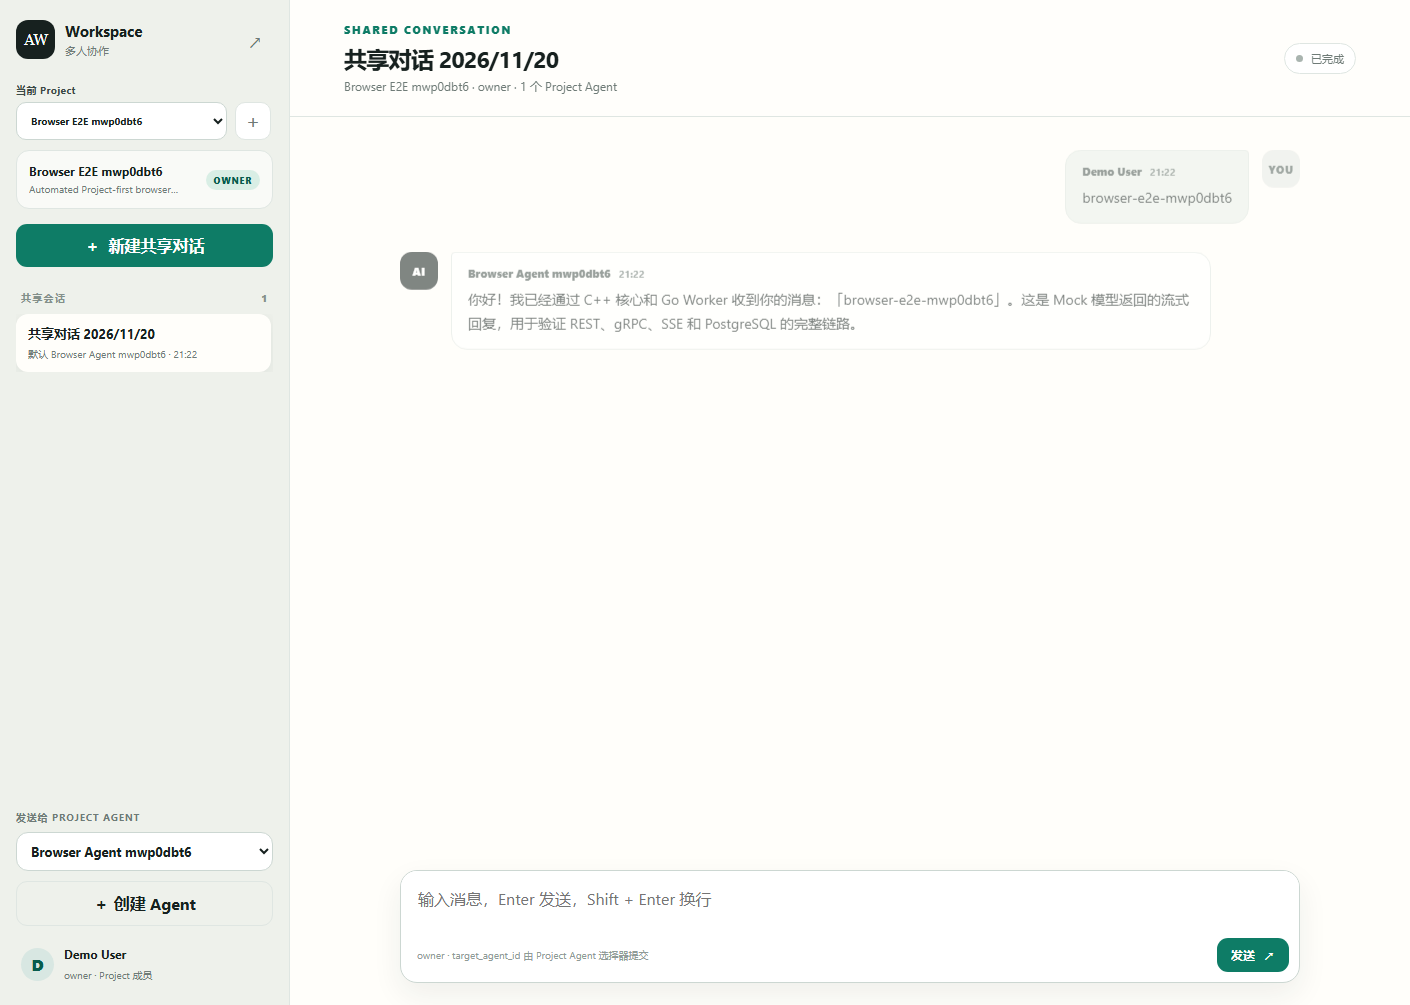 AW
Workspace
多人协作
↗
当前 Project
Browser E2E mwp0dbt6
+
Browser E2E mwp0dbt6
Automated Project-first browser...
OWNER
+ 新建共享对话
共享会话
1
共享对话 2026/11/20
默认 Browser Agent mwp0dbt6 · 21:22
发送给 PROJECT AGENT
Browser Agent mwp0dbt6
+ 创建 Agent
D
Demo User
owner · Project 成员
SHARED CONVERSATION
共享对话 2026/11/20
Browser E2E mwp0dbt6 · owner · 1 个 Project Agent
已完成
Demo User 21:22
browser-e2e-mwp0dbt6
YOU
AI
Browser Agent mwp0dbt6 21:22
你好！我已经通过 C++ 核心和 Go Worker 收到你的消息：「browser-e2e-mwp0dbt6」。这是 Mock 模型返回的流式
回复，用于验证 REST、gRPC、SSE 和 PostgreSQL 的完整链路。
输入消息，Enter 发送，Shift + Enter 换行
owner · target_agent_id 由 Project Agent 选择器提交
发送 ↗